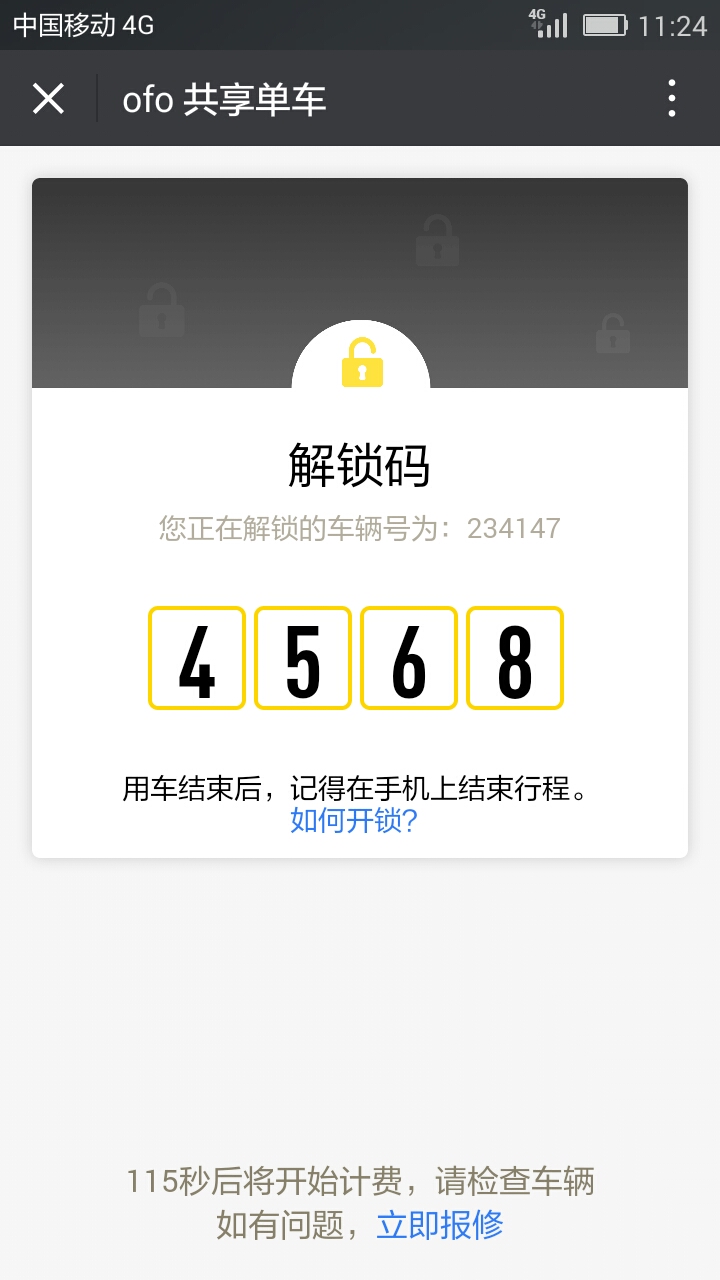 中国移动 4G 4G 11:24
ofo 共享单车
解锁码
您正在解锁的车辆号为：234147
4 5 6 8
用车结束后，记得在手机上结束行程。
如何开锁?
115秒后将开始计费，请检查车辆
如有问题，立即报修